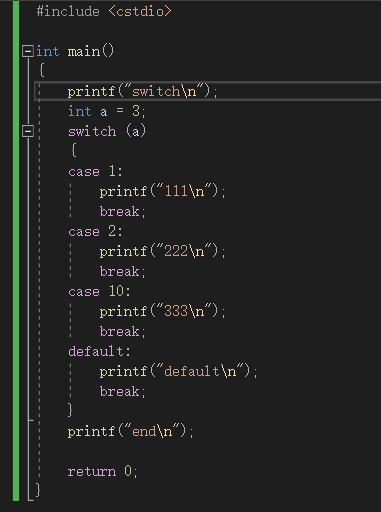 #include <cstdio>
int main()
{
printf("switch\n");
int a = 3;
switch (a)
{
case 1:
printf("111\n");
break;
case 2:
printf("222\n");
break;
case 10:
printf("333\n");
break;
default:
printf("default\n");
break;
}
printf("end\n");
return 0;
}